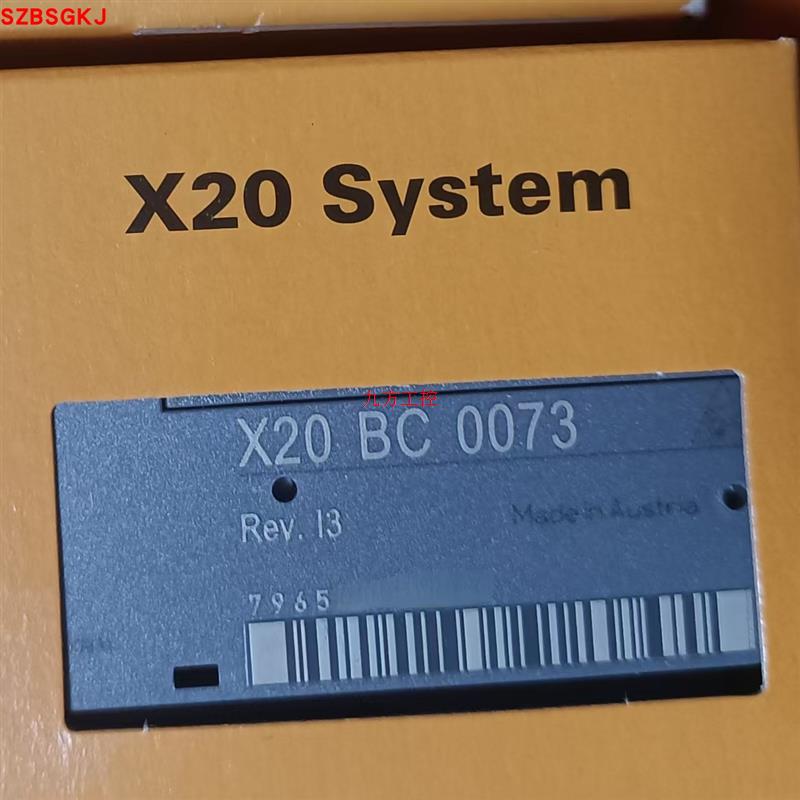 SZBSGKJ
X20 System
九方工控
X20 BC 0073
Rev. I3
Made in Austria
7965